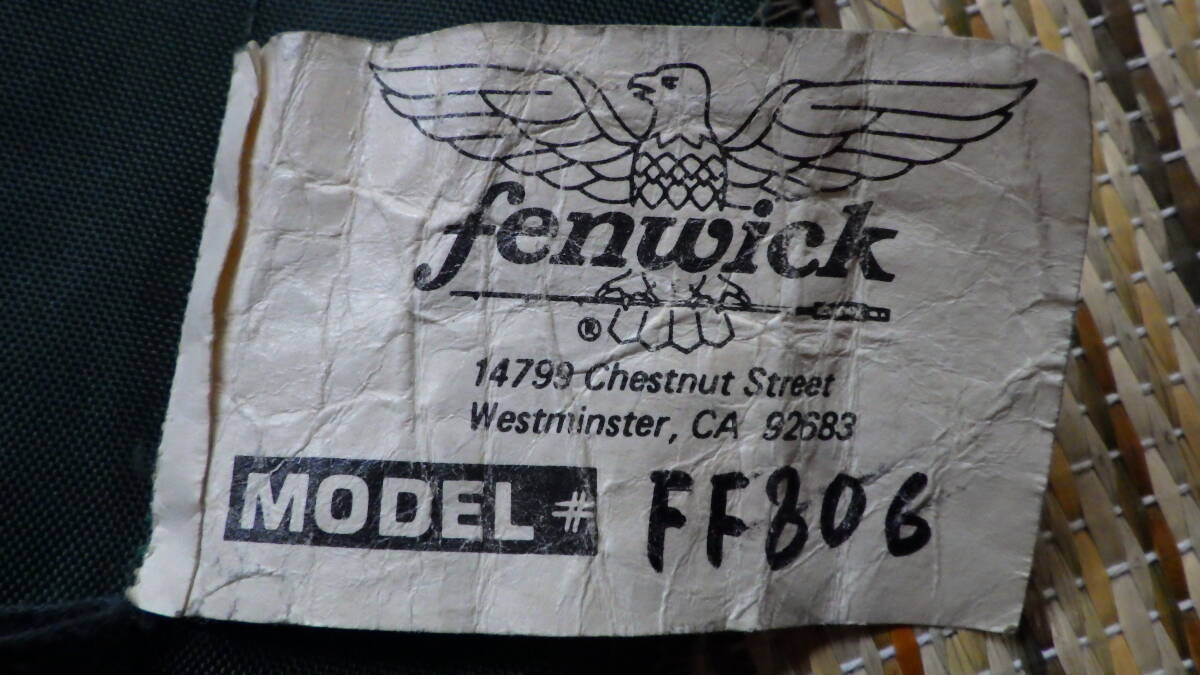 fenwick
®
14799 Chestnut Street
Westminster, CA 92683
MODEL # FF806